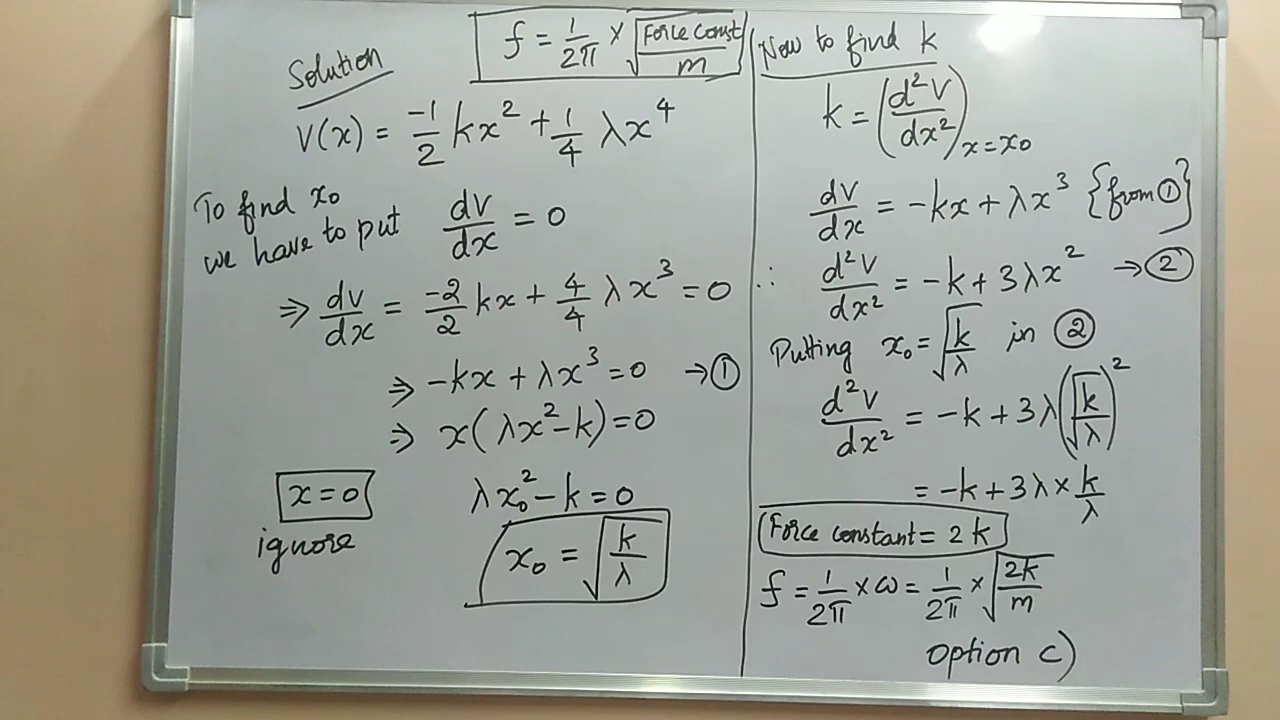 Solution
f = 1/2π × √(Force const/m)
V(x) = -1/2 kx² + 1/4 λx⁴
To find x₀
we have to put dv/dx = 0
⇒ dv/dx = -2/2 kx + 4/4 λx³ = 0
⇒ -kx + λx³ = 0 → ①
⇒ x(λx²-k) = 0
x = 0
ignore
λx₀² - k = 0
x₀ = √(k/λ)
Now to find k
k = (d²V/dx²)ₓ₌ₓ₀
dv/dx = -kx + λx³ {from ①}
∴ d²V/dx² = -k + 3λx² → ②
Putting x₀ = √(k/λ) in ②
d²V/dx² = -k + 3λ(√(k/λ))²
= -k + 3λ × k/λ
Force constant = 2k
f = 1/2π × ω = 1/2π × √(2k/m)
Option c)